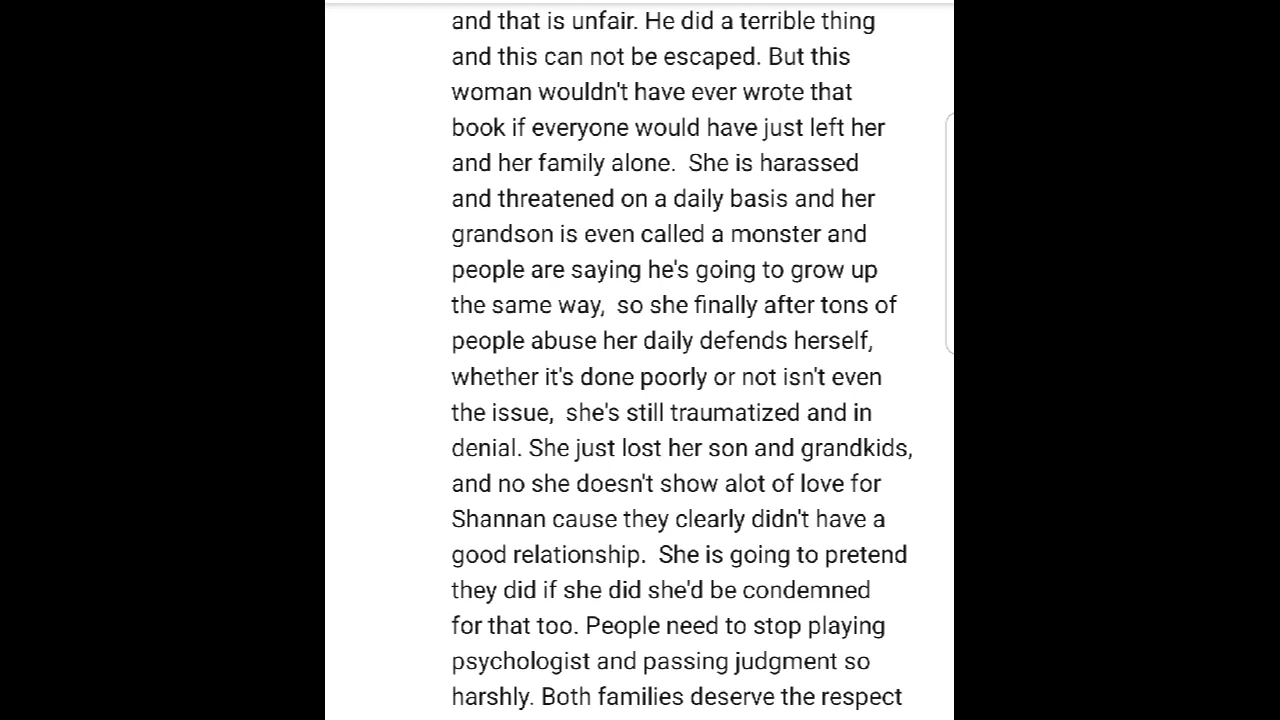 and that is unfair. He did a terrible thing
and this can not be escaped. But this
woman wouldn't have ever wrote that
book if everyone would have just left her
and her family alone.  She is harassed
and threatened on a daily basis and her
grandson is even called a monster and
people are saying he's going to grow up
the same way,  so she finally after tons of
people abuse her daily defends herself,
whether it's done poorly or not isn't even
the issue,  she's still traumatized and in
denial. She just lost her son and grandkids,
and no she doesn't show alot of love for
Shannan cause they clearly didn't have a
good relationship.  She is going to pretend
they did if she did she'd be condemned
for that too. People need to stop playing
psychologist and passing judgment so
harshly. Both families deserve the respect